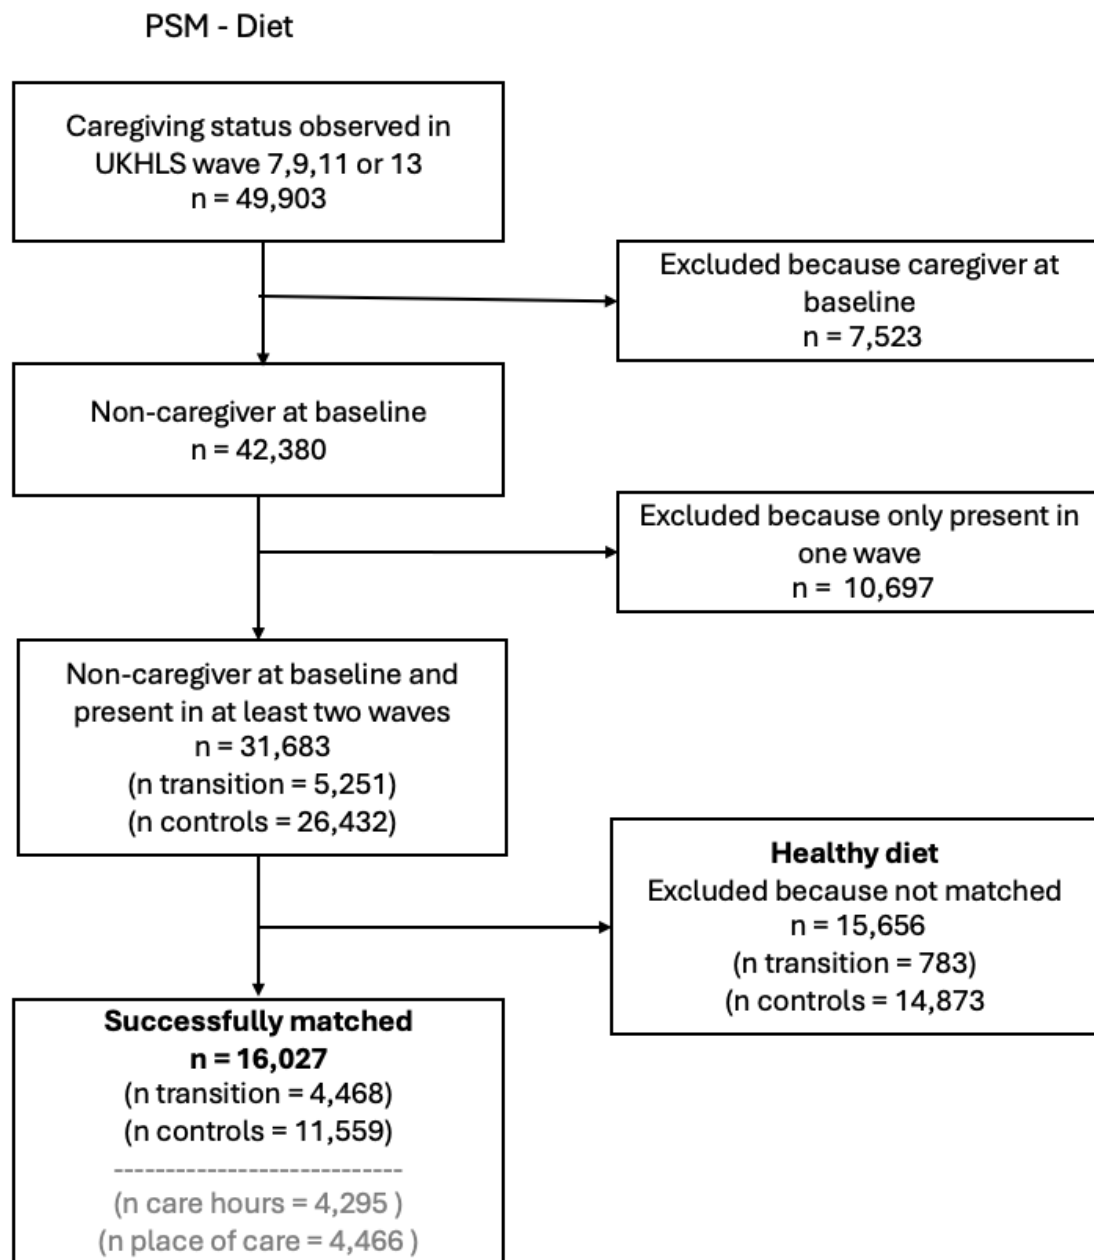 PSM - Diet
Caregiving status observed in
UKHLS wave 7,9,11 or 13
n = 49,903
Excluded because caregiver at
baseline
n = 7,523
Non-caregiver at baseline
n = 42,380
Excluded because only present in
one wave
n = 10,697
Non-caregiver at baseline and
present in at least two waves
n = 31,683
(n transition = 5,251)
(n controls = 26,432)
Healthy diet
Excluded because not matched
n = 15,656
(n transition = 783)
(n controls = 14,873
Successfully matched
n = 16,027
(n transition = 4,468)
(n controls = 11,559)
----------------------------
(n care hours = 4,295 )
(n place of care = 4,466 )